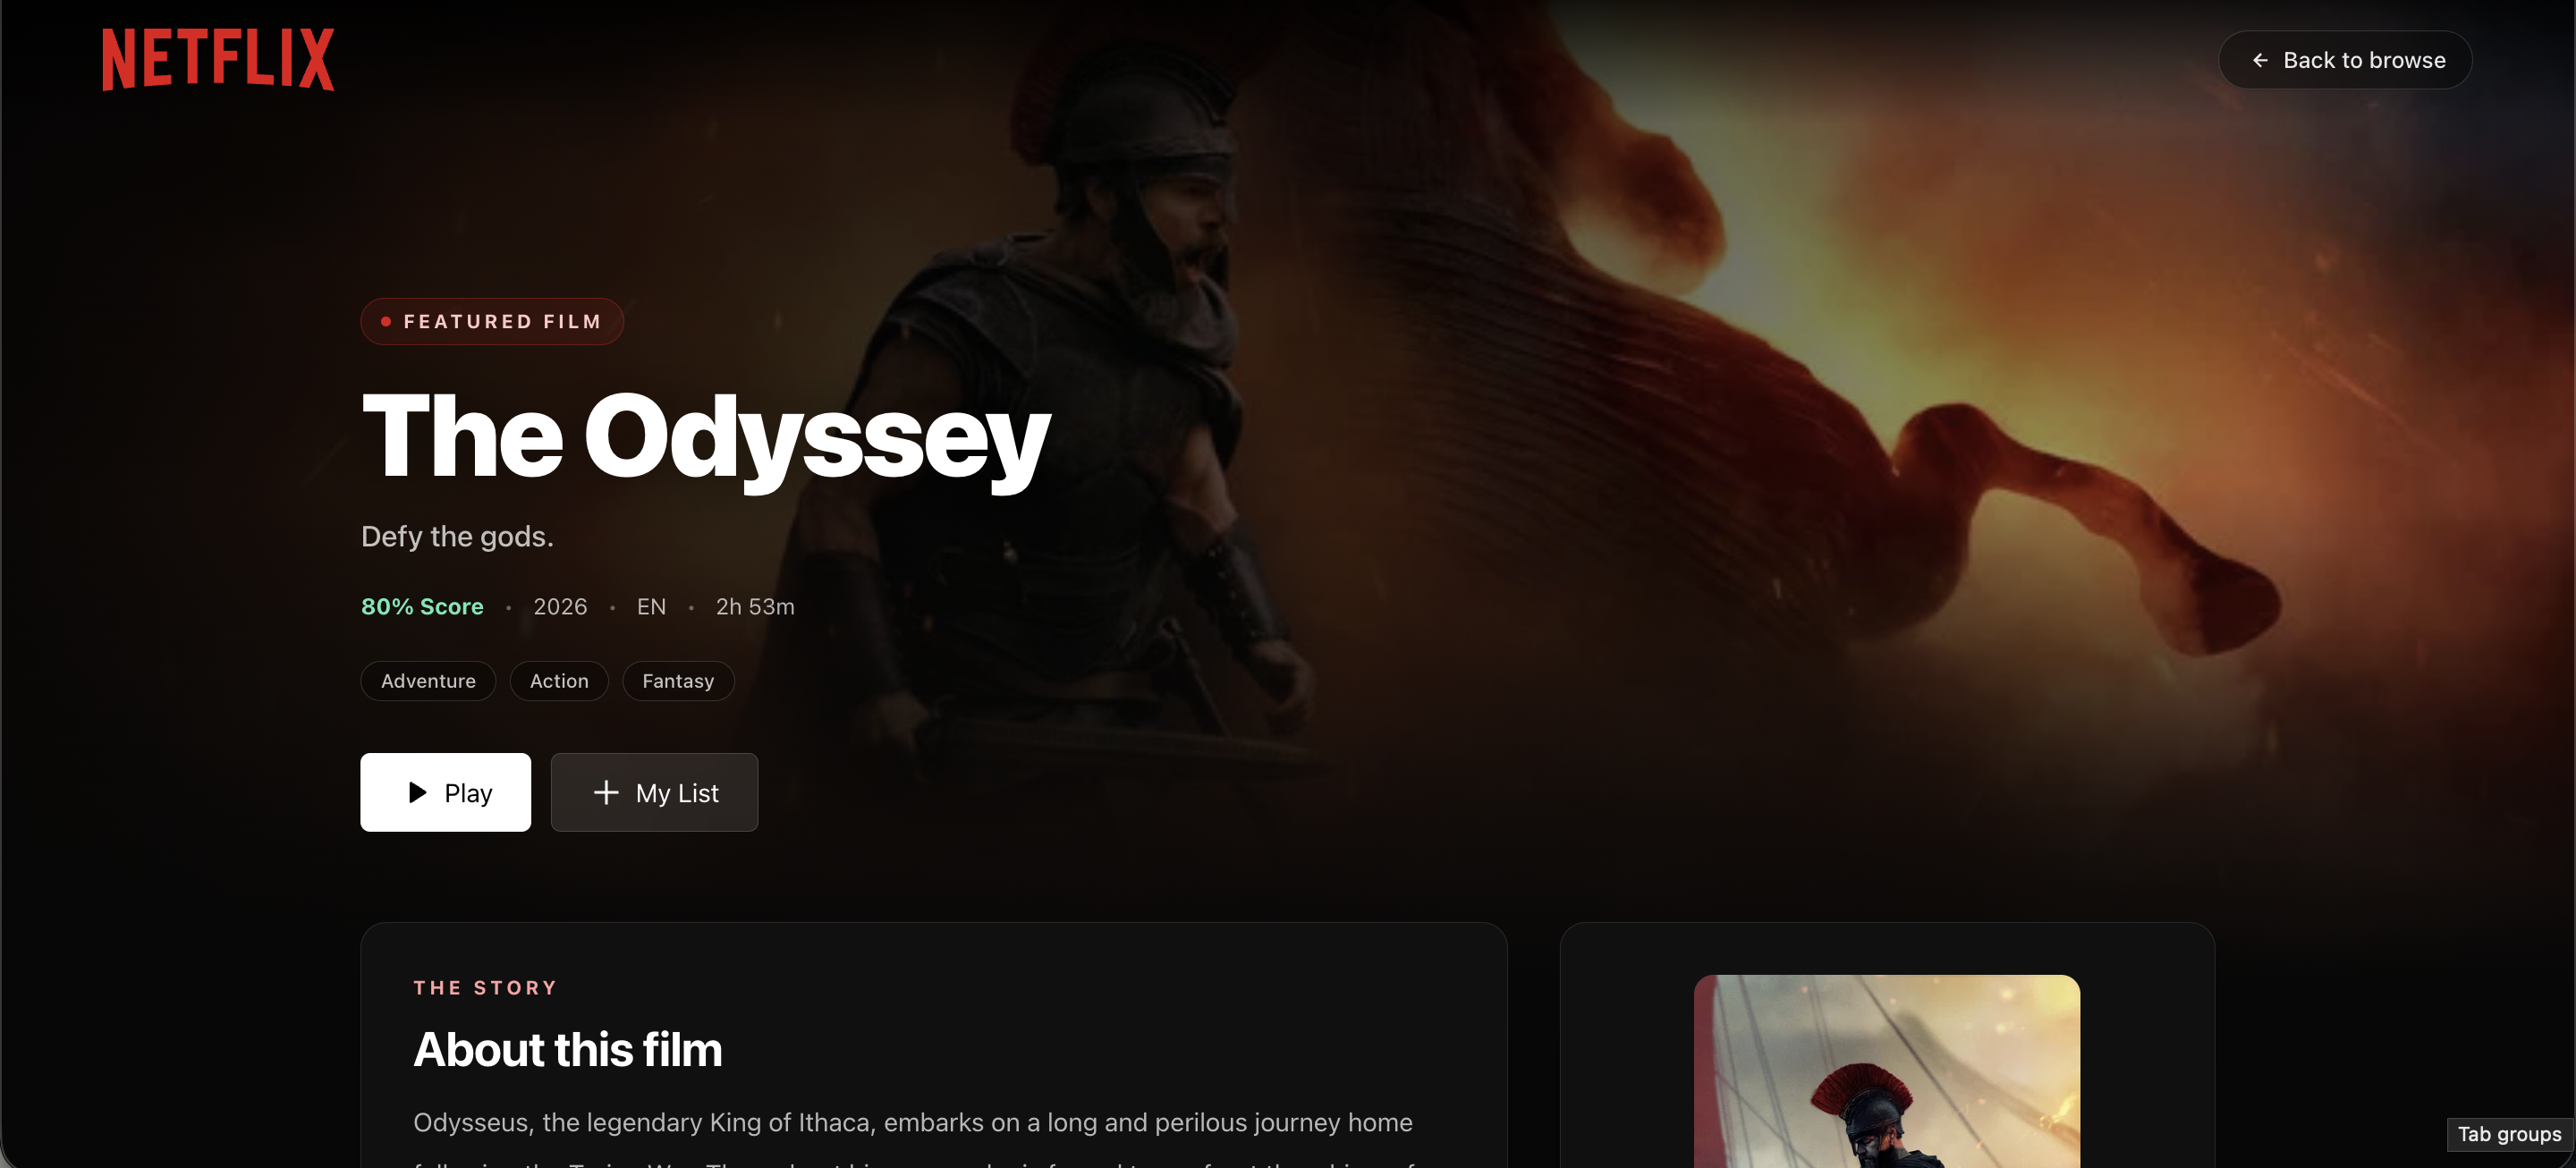 NETFLIX
← Back to browse
FEATURED FILM
The Odyssey
Defy the gods.
80% Score • 2026 • EN • 2h 53m
Adventure Action Fantasy
Play My List
THE STORY
About this film
Odysseus, the legendary King of Ithaca, embarks on a long and perilous journey home
Tab groups